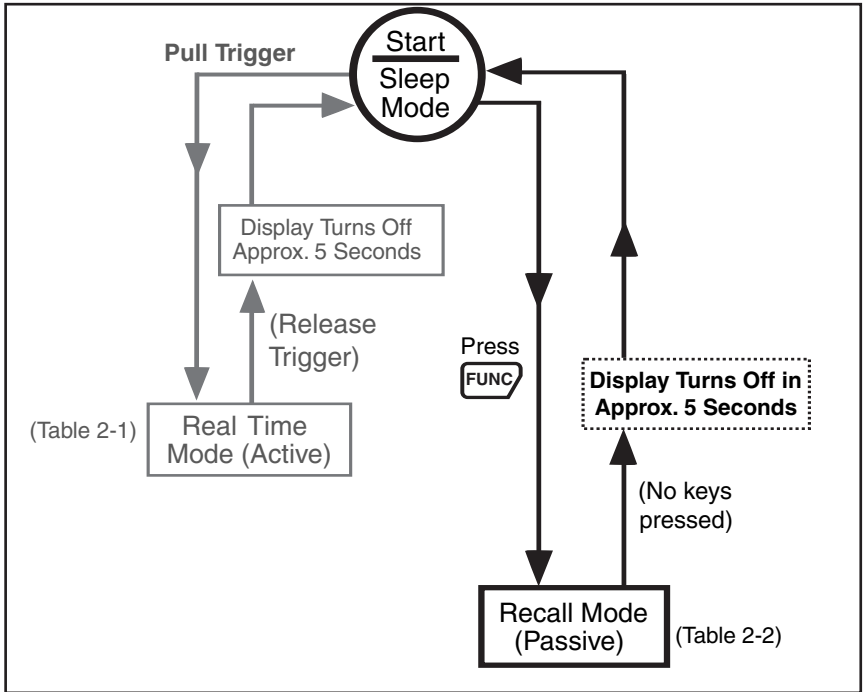 Start
Sleep
Mode
Pull Trigger
Display Turns Off
Approx. 5 Seconds
(Release
Trigger)
(Table 2-1)
Real Time
Mode (Active)
Press
FUNC
Display Turns Off in
Approx. 5 Seconds
(No keys
pressed)
Recall Mode
(Passive)
(Table 2-2)